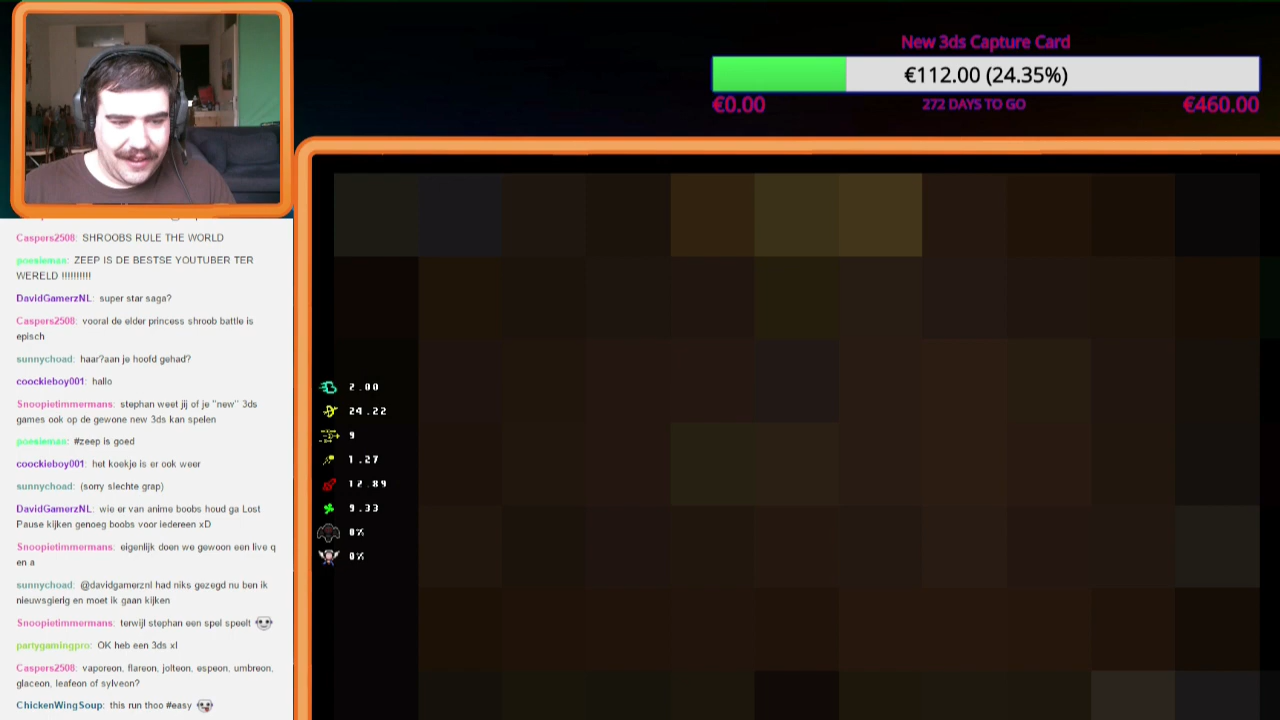 New 3ds Capture Card
€112.00 (24.35%)
€0.00
272 DAYS TO GO
€460.00
Caspers2508: SHROOBS RULE THE WORLD
poesieman: ZEEP IS DE BESTSE YOUTUBER TER
WERELD !!!!!!!!!!
DavidGamerzNL: super star saga?
Caspers2508: vooral de elder princess shroob battle is
episch
sunnychoad: haar?aan je hoofd gehad?
coockieboy001: hallo
Snoopietimmermans: stephan weet jij of je "new" 3ds
games ook op de gewone new 3ds kan spelen
poesieman: #zeep is goed
coockieboy001: het koekje is er ook weer
sunnychoad: (sorry slechte grap)
DavidGamerzNL: wie er van anime boobs houd ga Lost
Pause kijken genoeg boobs voor iedereen xD
Snoopietimmermans: eigenlijk doen we gewoon een live q
en a
sunnychoad: @davidgamerznl had niks gezegd nu ben ik
nieuwsgierig en moet ik gaan kijken
Snoopietimmermans: terwijl stephan een spel speelt
partygamingpro: OK heb een 3ds xl
Caspers2508: vaporeon, flareon, jolteon, espeon, umbreon,
glaceon, leafeon of sylveon?
ChickenWingSoup: this run thoo #easy
2.00
24.22
9
1.27
12.89
9.33
0%
0%